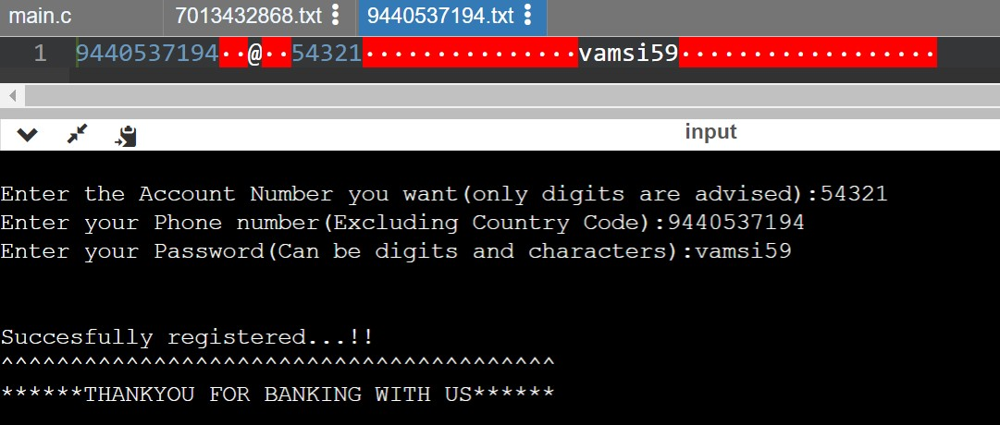 main.c 7013432868.txt 9440537194.txt
1 9440537194··@··54321···············vamsi59··················
input
Enter the Account Number you want(only digits are advised):54321
Enter your Phone number(Excluding Country Code):9440537194
Enter your Password(Can be digits and characters):vamsi59
Succesfully registered...!!
^^^^^^^^^^^^^^^^^^^^^^^^^^^^^^^^^^^^^^^^
******THANKYOU FOR BANKING WITH US******